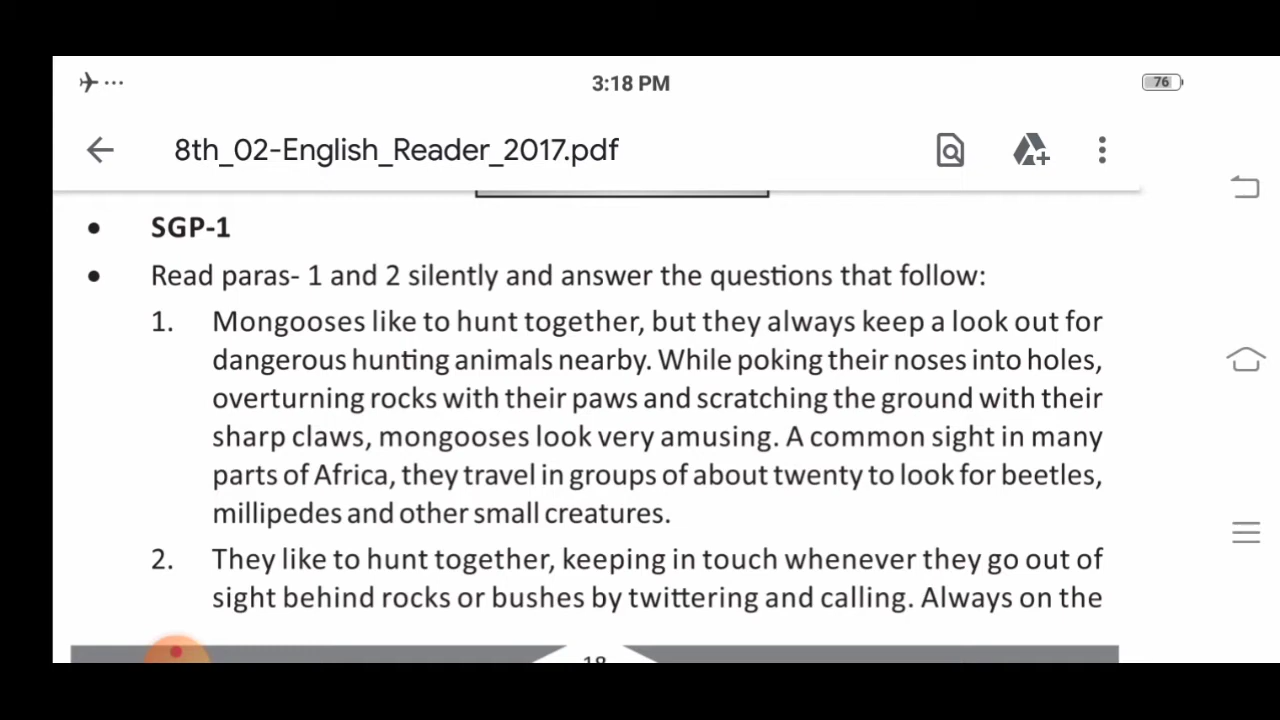 3:18 PM
76
8th_02-English_Reader_2017.pdf
• SGP-1
• Read paras- 1 and 2 silently and answer the questions that follow:
1. Mongooses like to hunt together, but they always keep a look out for
dangerous hunting animals nearby. While poking their noses into holes,
overturning rocks with their paws and scratching the ground with their
sharp claws, mongooses look very amusing. A common sight in many
parts of Africa, they travel in groups of about twenty to look for beetles,
millipedes and other small creatures.
2. They like to hunt together, keeping in touch whenever they go out of
sight behind rocks or bushes by twittering and calling. Always on the
18